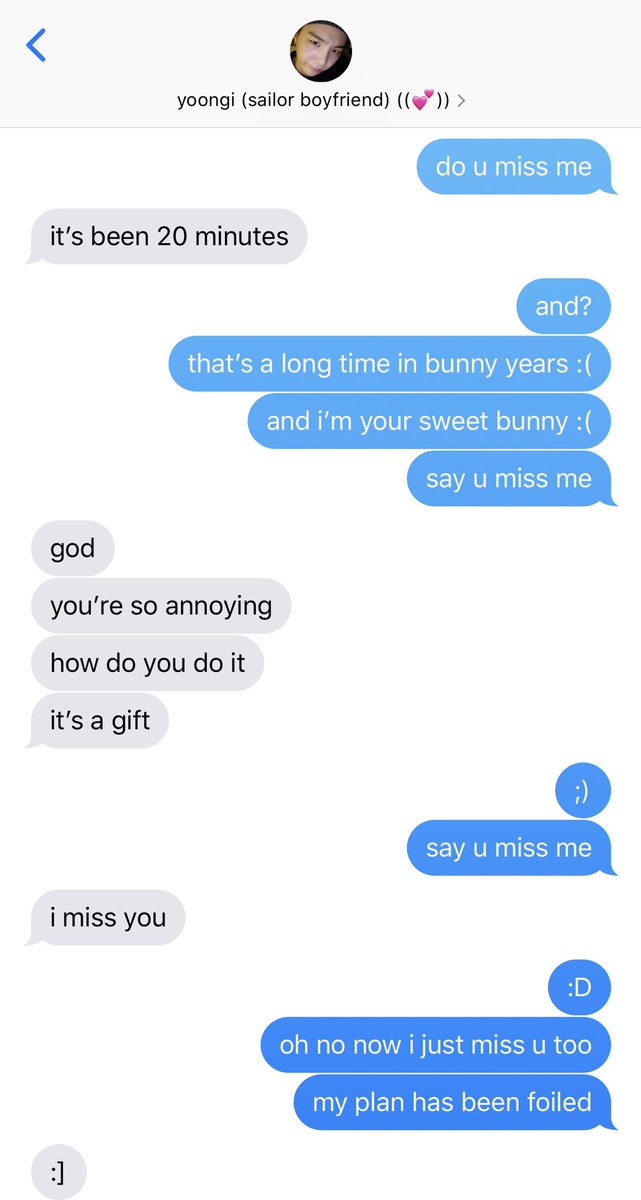 yoongi (sailor boyfriend) ((💕))
do u miss me
it’s been 20 minutes
and?
that’s a long time in bunny years :(
and i’m your sweet bunny :(
say u miss me
god
you’re so annoying
how do you do it
it’s a gift
;)
say u miss me
i miss you
:D
oh no now i just miss u too
my plan has been foiled
:]